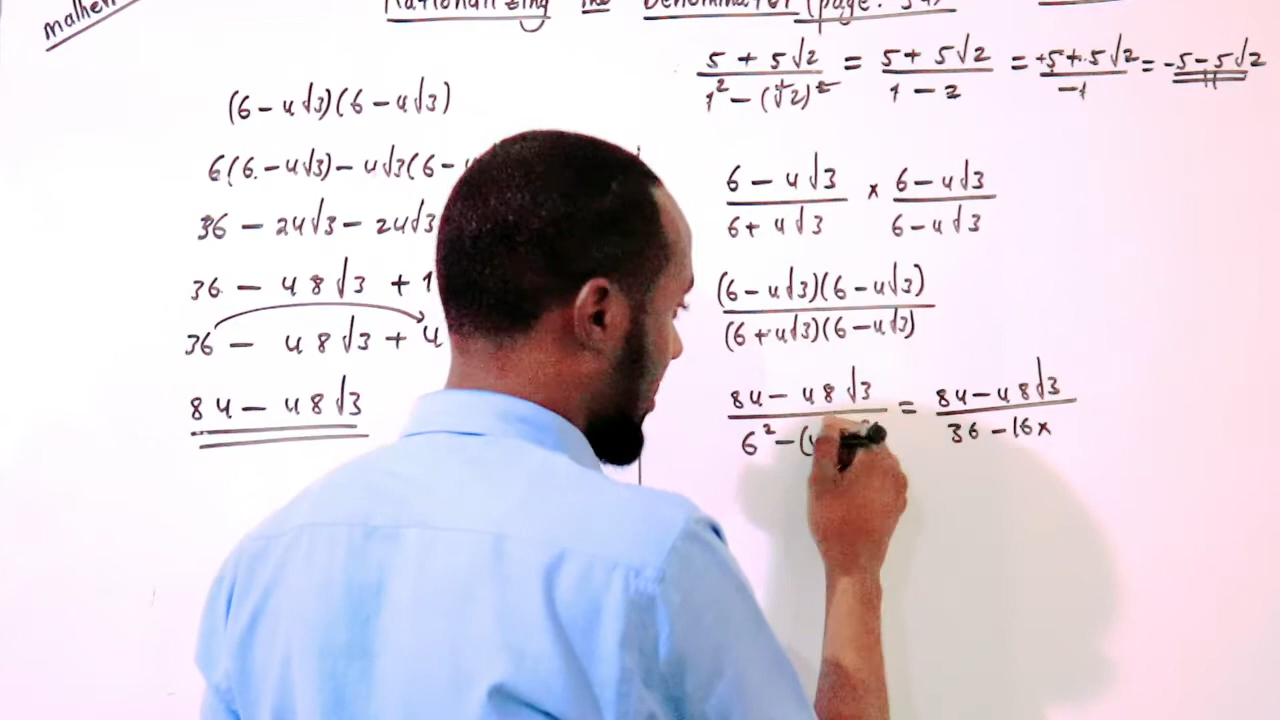 Rationalizing the Denominator (page: 54)
(6 - 4√3)(6 - 4√3)
6(6 - 4√3) - 4√3(6 -
36 - 24√3 - 24√3
36 - 48√3 + 1
36 - 48√3 + 4
84 - 48√3
5 + 5√2 / 1² - (√2)² = 5 + 5√2 / 1 - 2 = +5 + 5√2 / -1 = -5 - 5√2
6 - 4√3 / 6 + 4√3 × 6 - 4√3 / 6 - 4√3
(6 - 4√3)(6 - 4√3) / (6 + 4√3)(6 - 4√3)
84 - 48√3 / 6² - ( = 84 - 48√3 / 36 - 16×